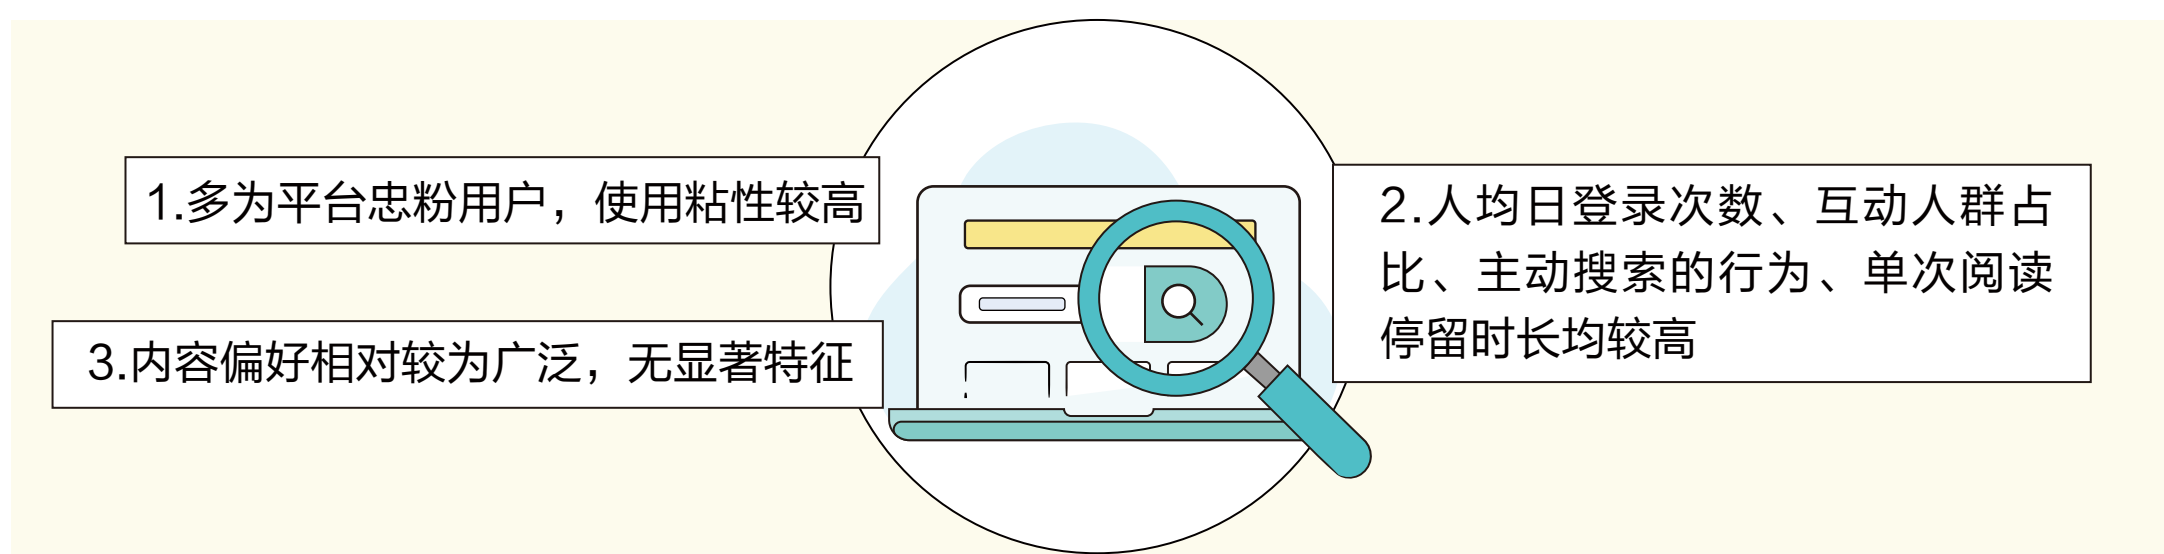 1.多为平台忠粉用户，使用粘性较高
2.人均日登录次数、互动人群占
比、主动搜索的行为、单次阅读
停留时长均较高
3.内容偏好相对较为广泛，无显著特征